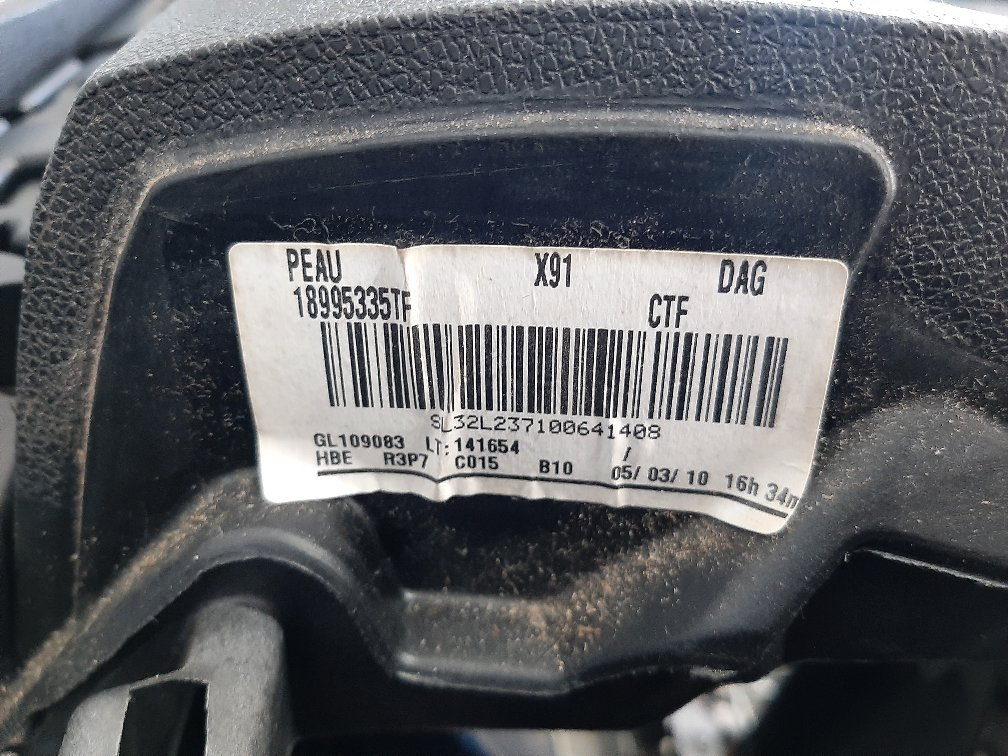 PEAU X91 DAG
18995335TF CTF
SL32L237100641408
GL109083 LT:141654 /
HBE R3P7 C015 B10 05/ 03/ 10 16h 34m